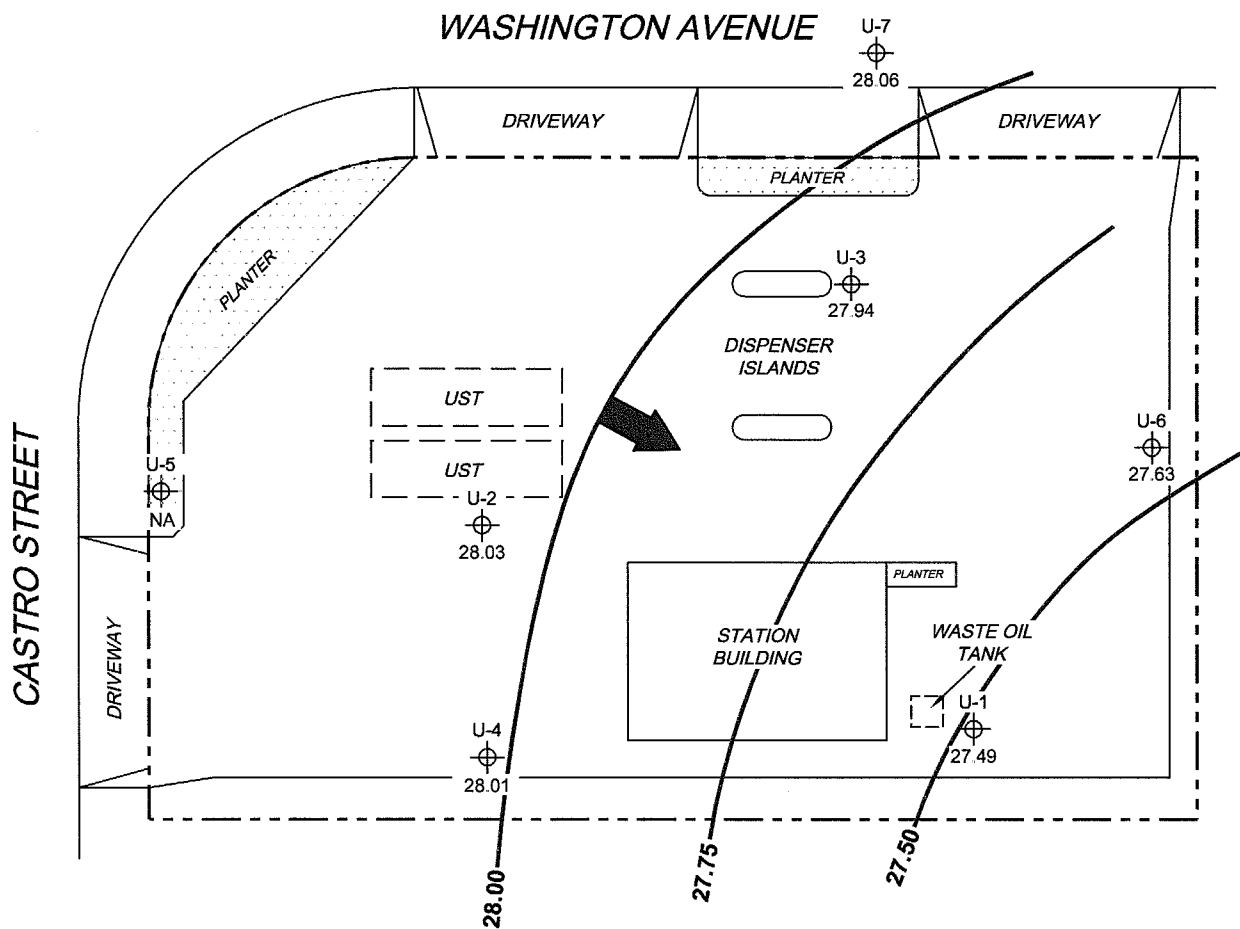 WASHINGTON AVENUE
U-7
28.06
DRIVEWAY
DRIVEWAY
PLANTER
PLANTER
U-3
27.94
DISPENSER
ISLANDS
UST
UST
U-5
NA
U-2
28.03
U-6
27.63
CASTRO STREET
DRIVEWAY
PLANTER
STATION
BUILDING
WASTE OIL
TANK
U-1
27.49
U-4
28.01
28.00
27.75
27.50